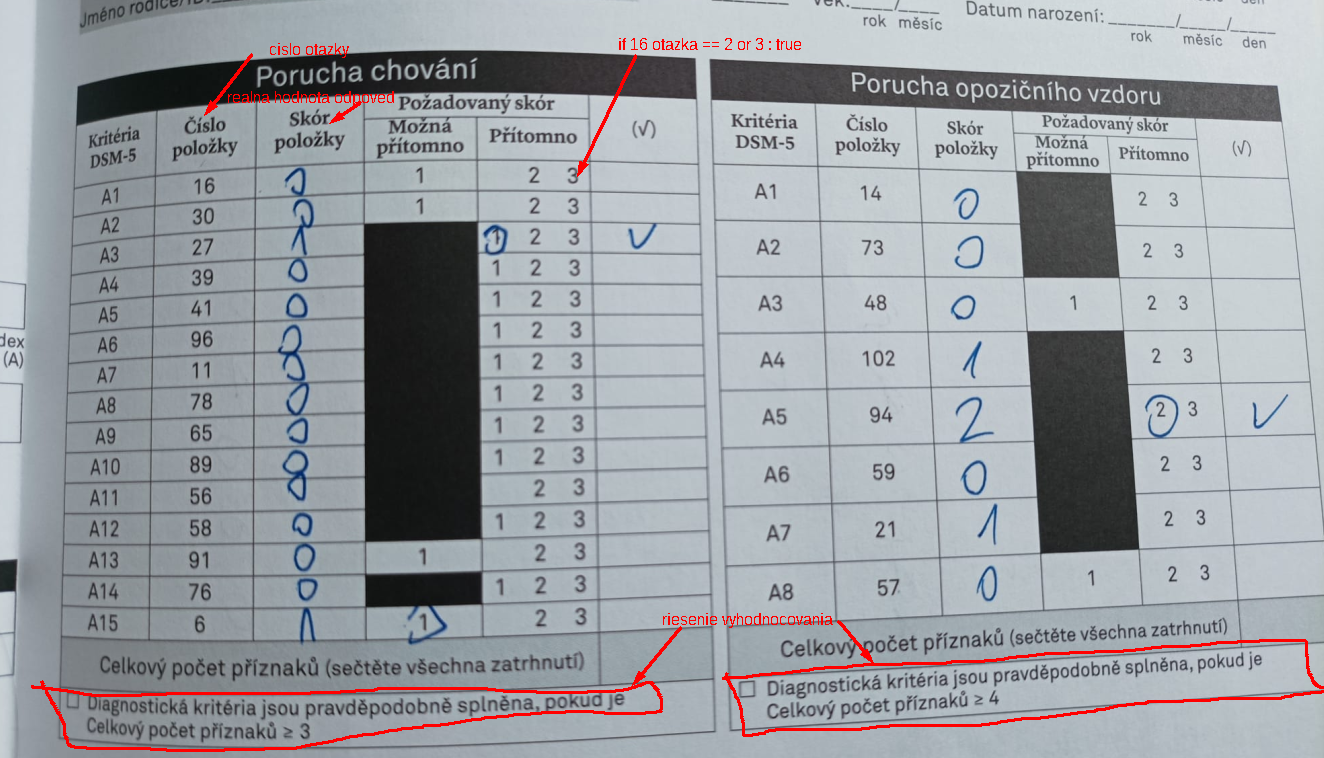 Jméno rodiče/
rok měsíc
Datum narození: ______/____/____
rok měsíc den
cislo otazky
if 16 otazka == 2 or 3 : true
realna hodnota odpoved
Porucha chování
Kritéria DSM-5 Číslo položky Skór položky Požadovaný skór (√)
Možná přítomno Přítomno
A1 16 0 1 2 3
A2 30 0 1 2 3
A3 27 1 1 2 3 √
A4 39 0 1 2 3
A5 41 0 1 2 3
A6 96 0 1 2 3
A7 11 0 1 2 3
A8 78 0 1 2 3
A9 65 0 1 2 3
A10 89 0 1 2 3
A11 56 0 2 3
A12 58 0 1 2 3
A13 91 0 1 2 3
A14 76 0 1 2 3
A15 6 1 1 2 3
Celkový počet příznaků (sečtěte všechna zatrhnutí)
Diagnostická kritéria jsou pravděpodobně splněna, pokud je
Celkový počet příznaků ≥ 3
Porucha opozičního vzdoru
Kritéria DSM-5 Číslo položky Skór položky Požadovaný skór (√)
Možná přítomno Přítomno
A1 14 0 2 3
A2 73 0 2 3
A3 48 0 1 2 3
A4 102 1 2 3
A5 94 2 2 3 √
A6 59 0 2 3
A7 21 1 2 3
A8 57 0 1 2 3
riesenie vyhodnocovania
Celkový počet příznaků (sečtěte všechna zatrhnutí)
Diagnostická kritéria jsou pravděpodobně splněna, pokud je
Celkový počet příznaků ≥ 4
dex
(A)